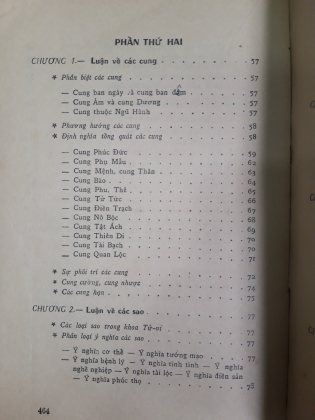 PHẦN THỨ HAI
CHƯƠNG 1.— Luận về các cung . . . . . . . . . 57
* Phân biệt các cung . . . . . . . . . . . 57
— Cung ban ngày và cung ban đêm . . . . . . 57
— Cung Âm và cung Dương . . . . . . . . 57
— Cung thuộc Ngũ Hành . . . . . . . . . 57
* Phương hướng các cung . . . . . . . . . 58
* Định nghĩa tổng quát các cung . . . . . . . 58
— Cung Phúc Đức . . . . . . . . . . . 59
— Cung Phụ Mẫu . . . . . . . . . . . 62
— Cung Mệnh, cung Thân . . . . . . . . . 63
— Cung Bào . . . . . . . . . . . . . 64
— Cung Phu, Thê . . . . . . . . . . . 65
— Cung Tử Tức . . . . . . . . . . . . 66
— Cung Điền Trạch . . . . . . . . . . . 67
— Cung Nô Bộc . . . . . . . . . . . . 68
— Cung Tật Ách . . . . . . . . . . . . 69
— Cung Thiên Di . . . . . . . . . . . . 70
— Cung Tài Bạch . . . . . . . . . . . . 70
— Cung Quan Lộc . . . . . . . . . . . 71
* Sự phối trí các cung . . . . . . . . . . 73
* Cung cường, cung nhược . . . . . . . . . 74
* Các cung hạn . . . . . . . . . . . . 75
CHƯƠNG 2.— Luận về các sao . . . . . . . . . 77
* Các loại sao trong khoa Tử-vi . . . . . . . 77
* Phân loại ý nghĩa các sao . . . . . . . . 77
— Ý nghĩa cơ thể — Ý nghĩa tướng mạo . . . . 77
— Ý nghĩa bệnh lý — Ý nghĩa tính tình — Ý nghĩa
nghề nghiệp — Ý nghĩa tài lộc — Ý nghĩa điền sản
— Ý nghĩa phúc thọ . . . . . . . . . . 78
464